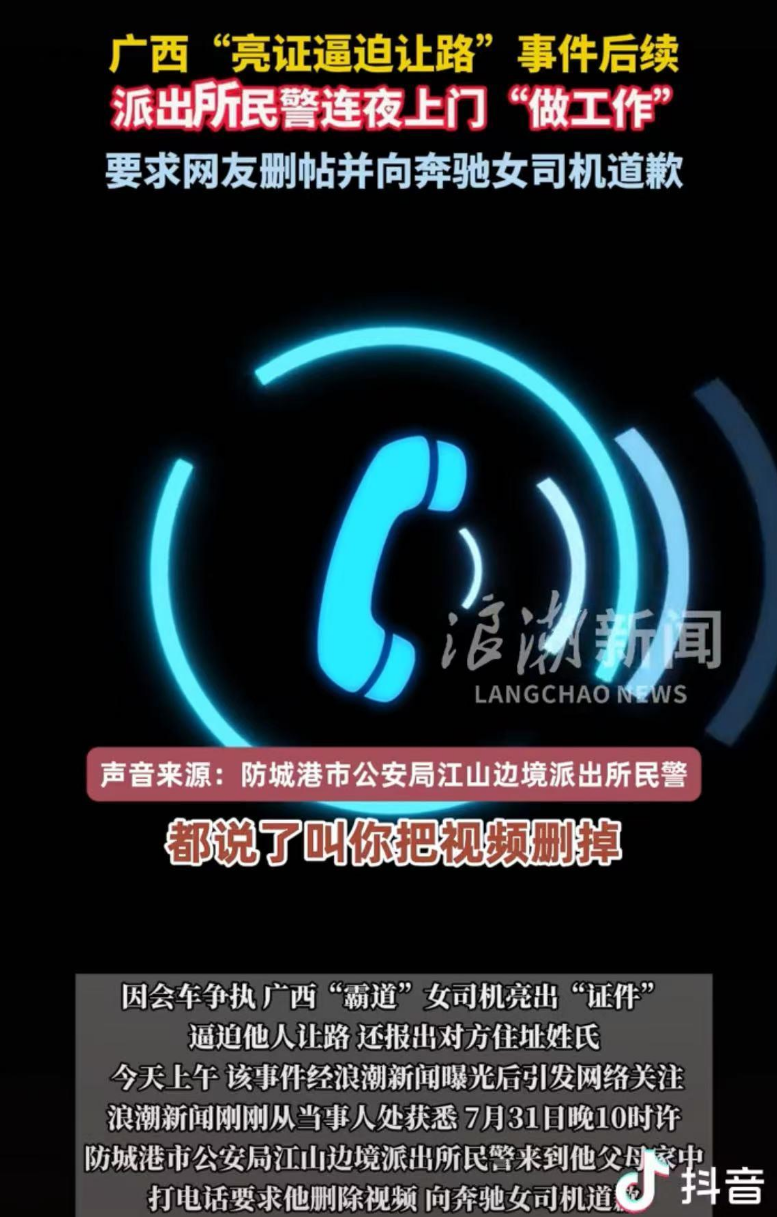 广西“亮证逼迫让路”事件后续
派出所民警连夜上门“做工作”
要求网友删帖并向奔驰女司机道歉
浪潮新闻
LANGCHAO NEWS
声音来源：防城港市公安局江山边境派出所民警
都说了叫你把视频删掉
因会车争执 广西“霸道”女司机亮出“证件”
逼迫他人让路 还报出对方住址姓氏
今天上午 该事件经浪潮新闻曝光后引发网络关注
浪潮新闻刚刚从当事人处获悉 7月31日晚10时许
防城港市公安局江山边境派出所民警来到他父母家中
打电话要求他删除视频 向奔驰女司机道歉
抖音